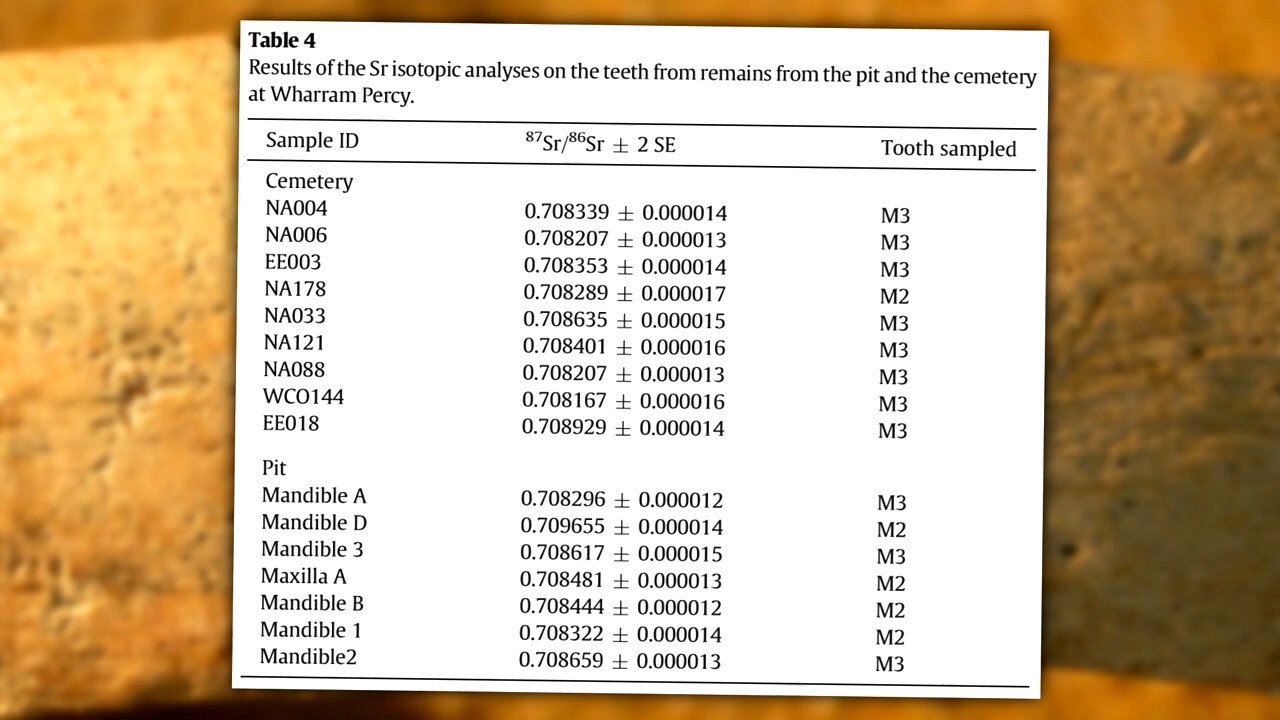 Table 4
Results of the Sr isotopic analyses on the teeth from remains from the pit and the cemetery
at Wharram Percy.
Sample ID ⁸⁷Sr/⁸⁶Sr ± 2 SE Tooth sampled
Cemetery
NA004 0.708339 ± 0.000014 M3
NA006 0.708207 ± 0.000013 M3
EE003 0.708353 ± 0.000014 M3
NA178 0.708289 ± 0.000017 M2
NA033 0.708635 ± 0.000015 M3
NA121 0.708401 ± 0.000016 M3
NA088 0.708207 ± 0.000013 M3
WCO144 0.708167 ± 0.000016 M3
EE018 0.708929 ± 0.000014 M3
Pit
Mandible A 0.708296 ± 0.000012 M3
Mandible D 0.709655 ± 0.000014 M2
Mandible 3 0.708617 ± 0.000015 M3
Maxilla A 0.708481 ± 0.000013 M2
Mandible B 0.708444 ± 0.000012 M2
Mandible 1 0.708322 ± 0.000014 M2
Mandible2 0.708659 ± 0.000013 M3